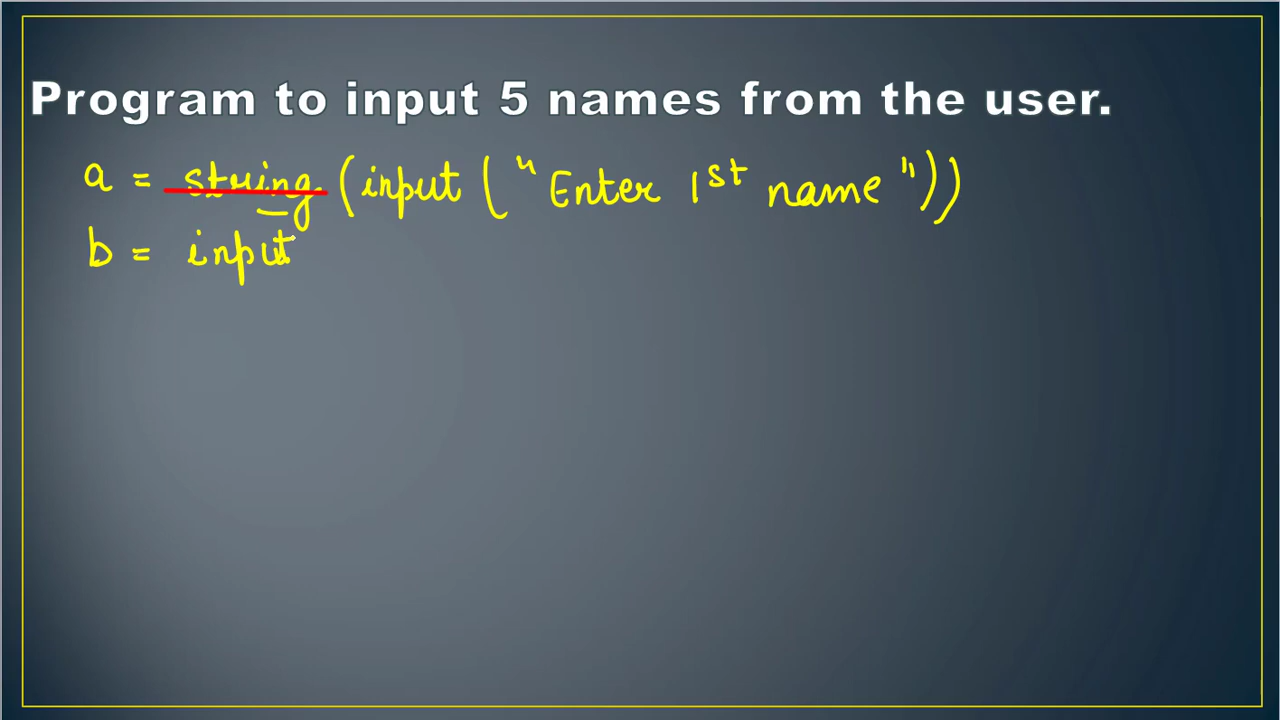 Program to input 5 names from the user.
a = string (input ("Enter 1st name"))
b = input